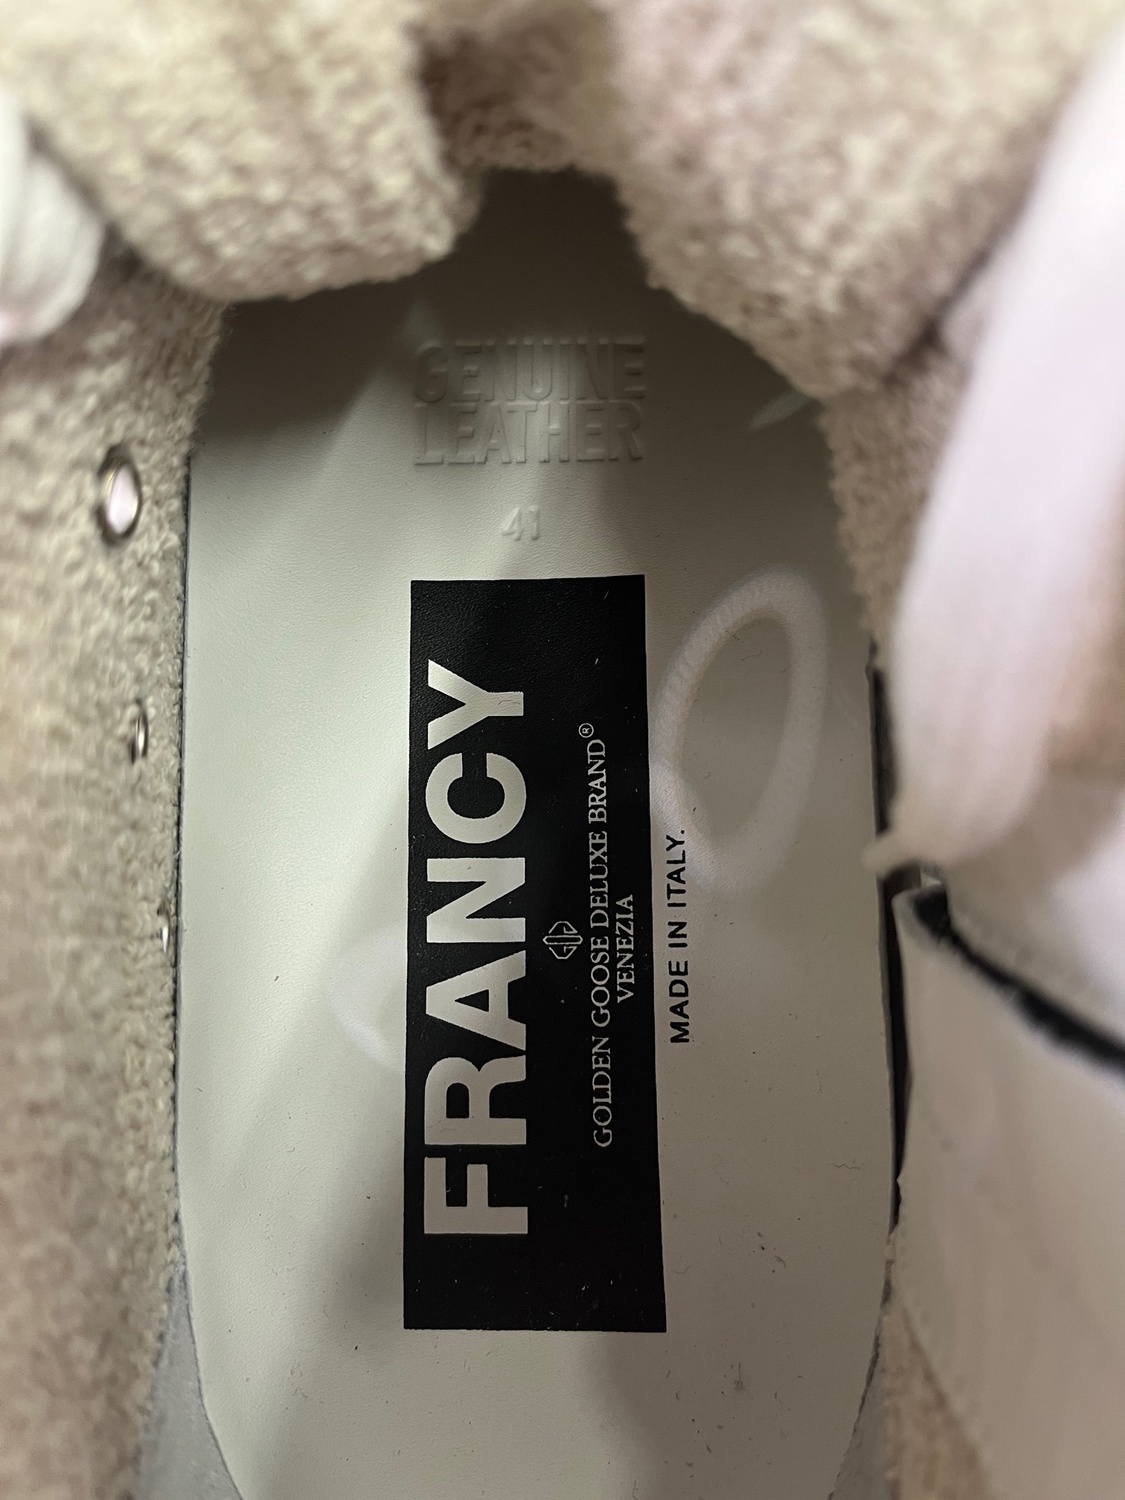 GENUINE
LEATHER
41
FRANCY
GOLDEN GOOSE DELUXE BRAND®
VENEZIA
MADE IN ITALY.